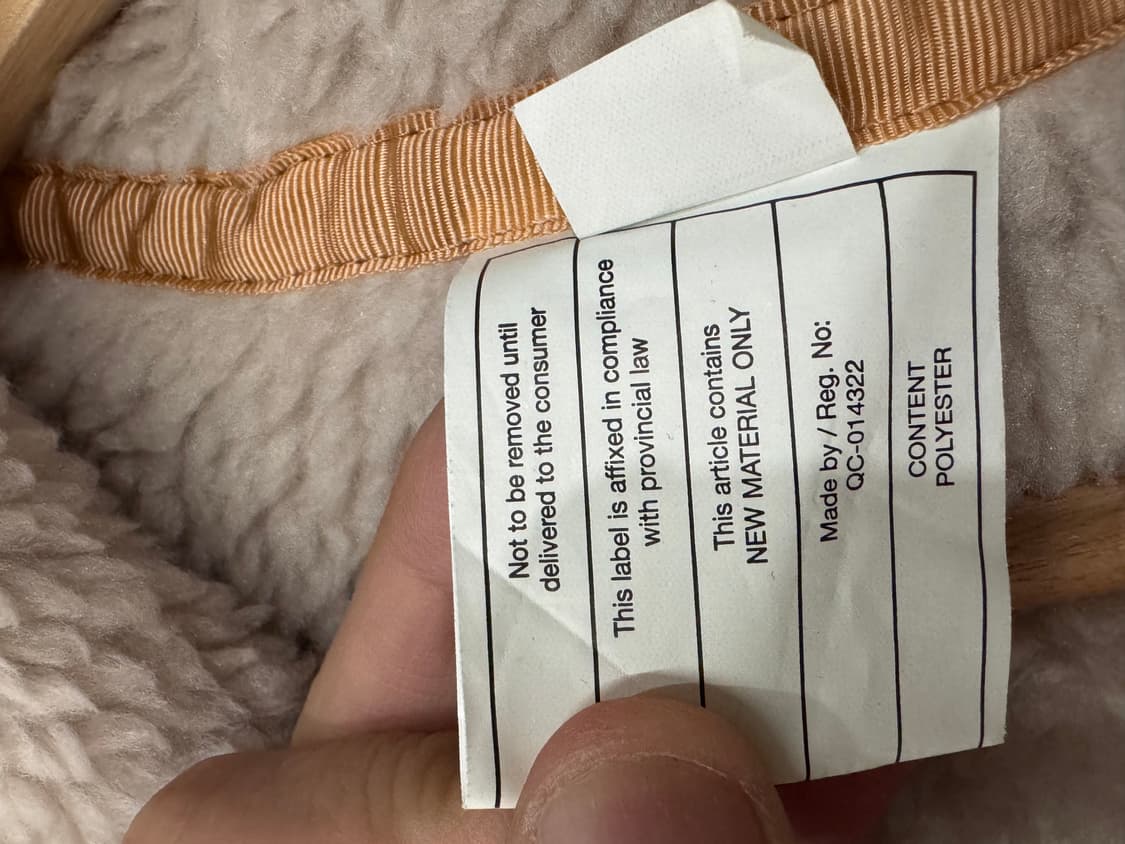 Not to be removed until
delivered to the consumer
This label is affixed in compliance
with provincial law
This article contains
NEW MATERIAL ONLY
Made by / Reg. No:
QC-014322
CONTENT
POLYESTER